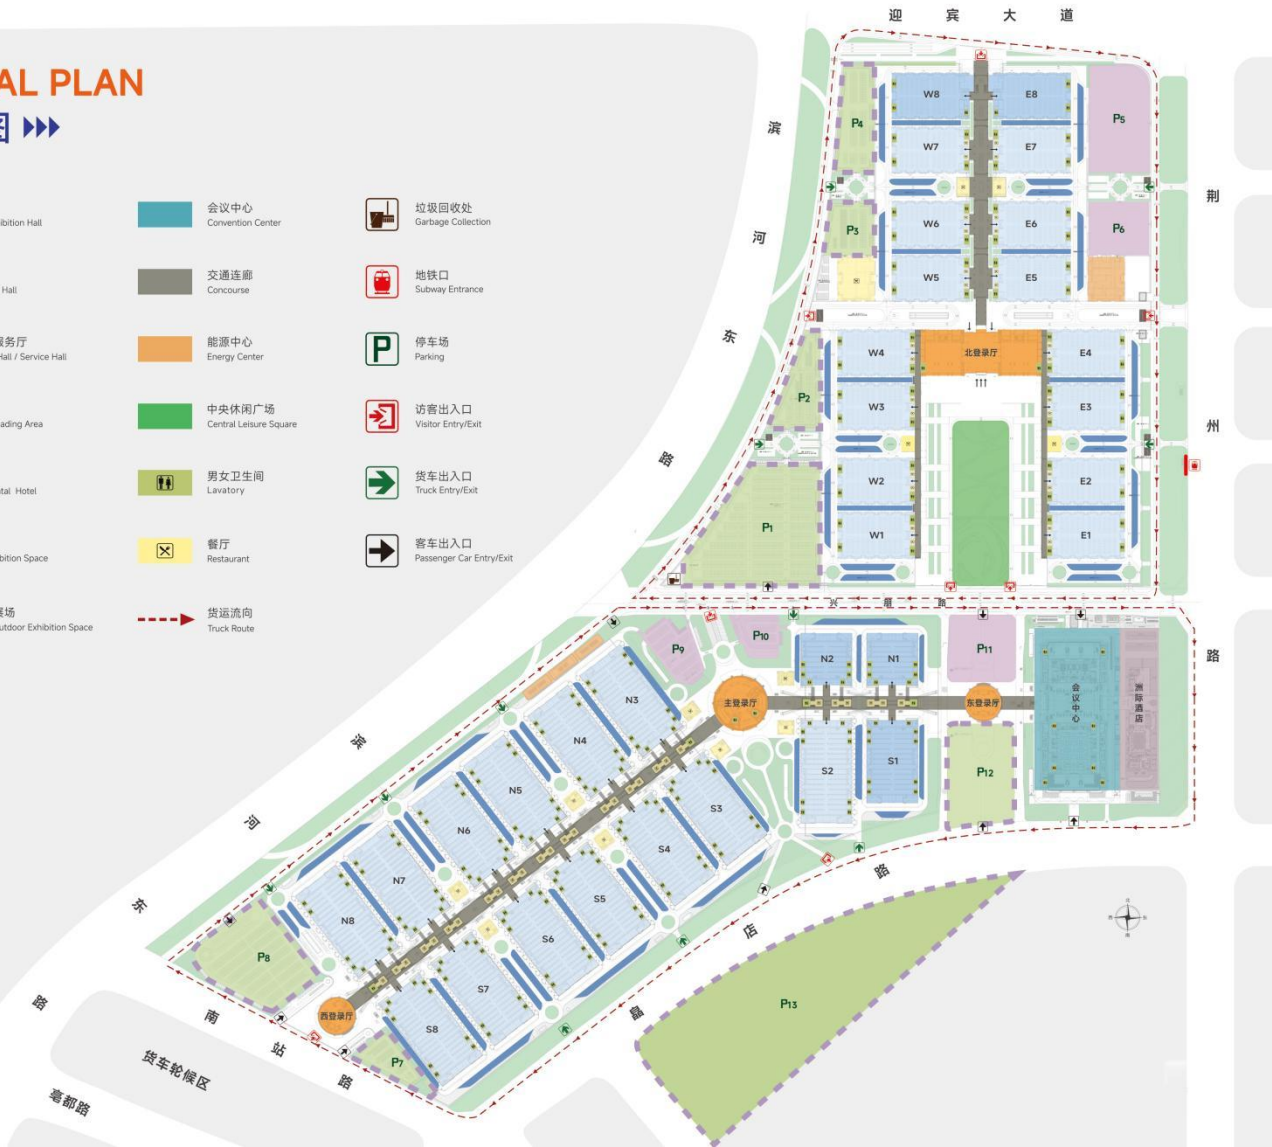 迎宾大道
AL PLAN
图
会议中心
Convention Center
垃圾回收处
Garbage Collection
ibition Hall
交通连廊
Concourse
地铁口
Subway Entrance
Hall
服务厅
Hall / Service Hall
能源中心
Energy Center
停车场
Parking
中央休闲广场
Central Leisure Square
访客出入口
Visitor Entry/Exit
ading Area
男女卫生间
Lavatory
货车出入口
Truck Entry/Exit
tal Hotel
餐厅
Restaurant
客车出入口
Passenger Car Entry/Exit
bition Space
展场
utdoor Exhibition Space
货运流向
Truck Route
滨河东路
荆州路
W8
E8
P4
P5
W7
E7
W6
E6
P3
P6
W5
E5
W4
北登录厅
E4
P2
W3
E3
W2
E2
P1
W1
E1
P9
P10
N2
N1
P11
N3
主登录厅
东登录厅
会议中心
洲际酒店
N4
S2
S1
P12
N5
S3
N6
S4
N7
S5
N8
S6
P8
S7
西登录厅
S8
P7
P13
滨河东路
南站路
店路
货车轮候区
亳都路